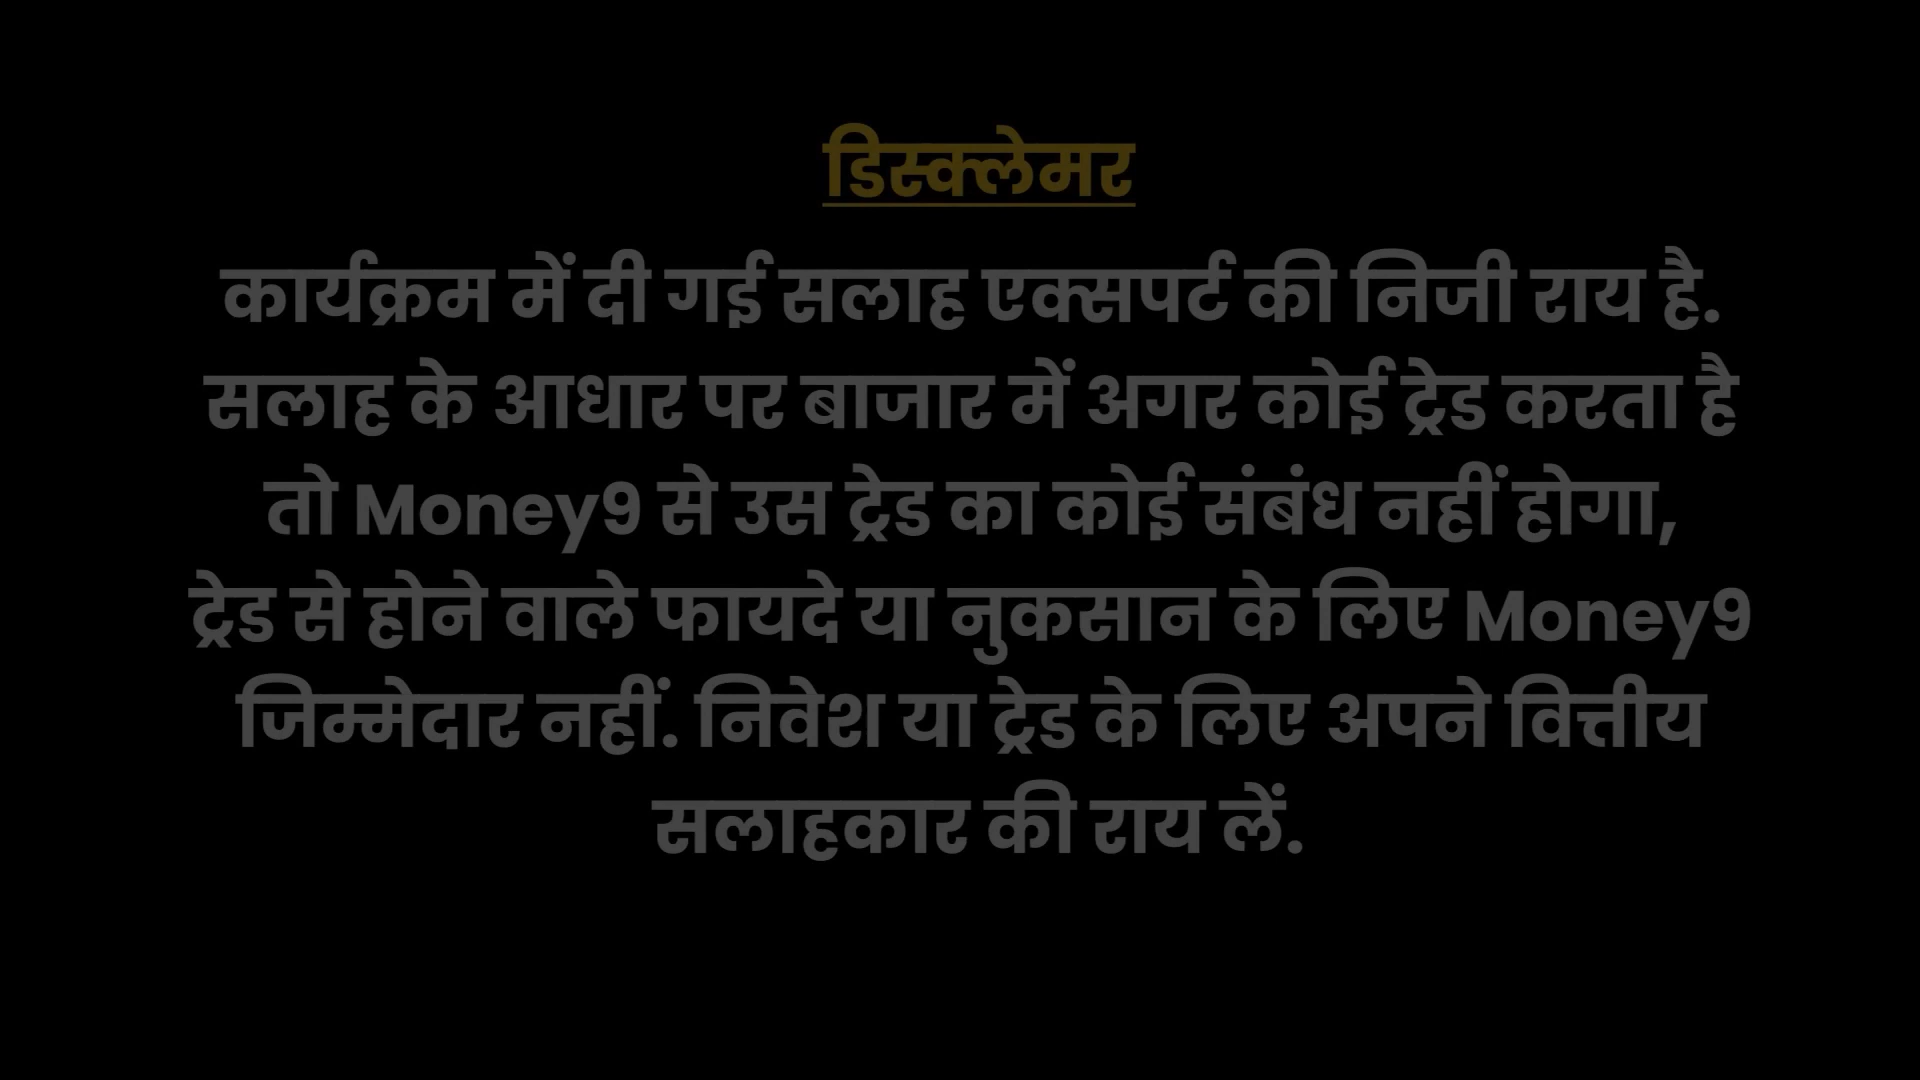 डिस्क्लेमर
कार्यक्रम में दी गई सलाह एक्सपर्ट की निजी राय है.
सलाह के आधार पर बाजार में अगर कोई ट्रेड करता है
तो Money9 से उस ट्रेड का कोई संबंध नहीं होगा,
ट्रेड से होने वाले फायदे या नुकसान के लिए Money9
जिम्मेदार नहीं. निवेश या ट्रेड के लिए अपने वित्तीय
सलाहकार की राय लें.